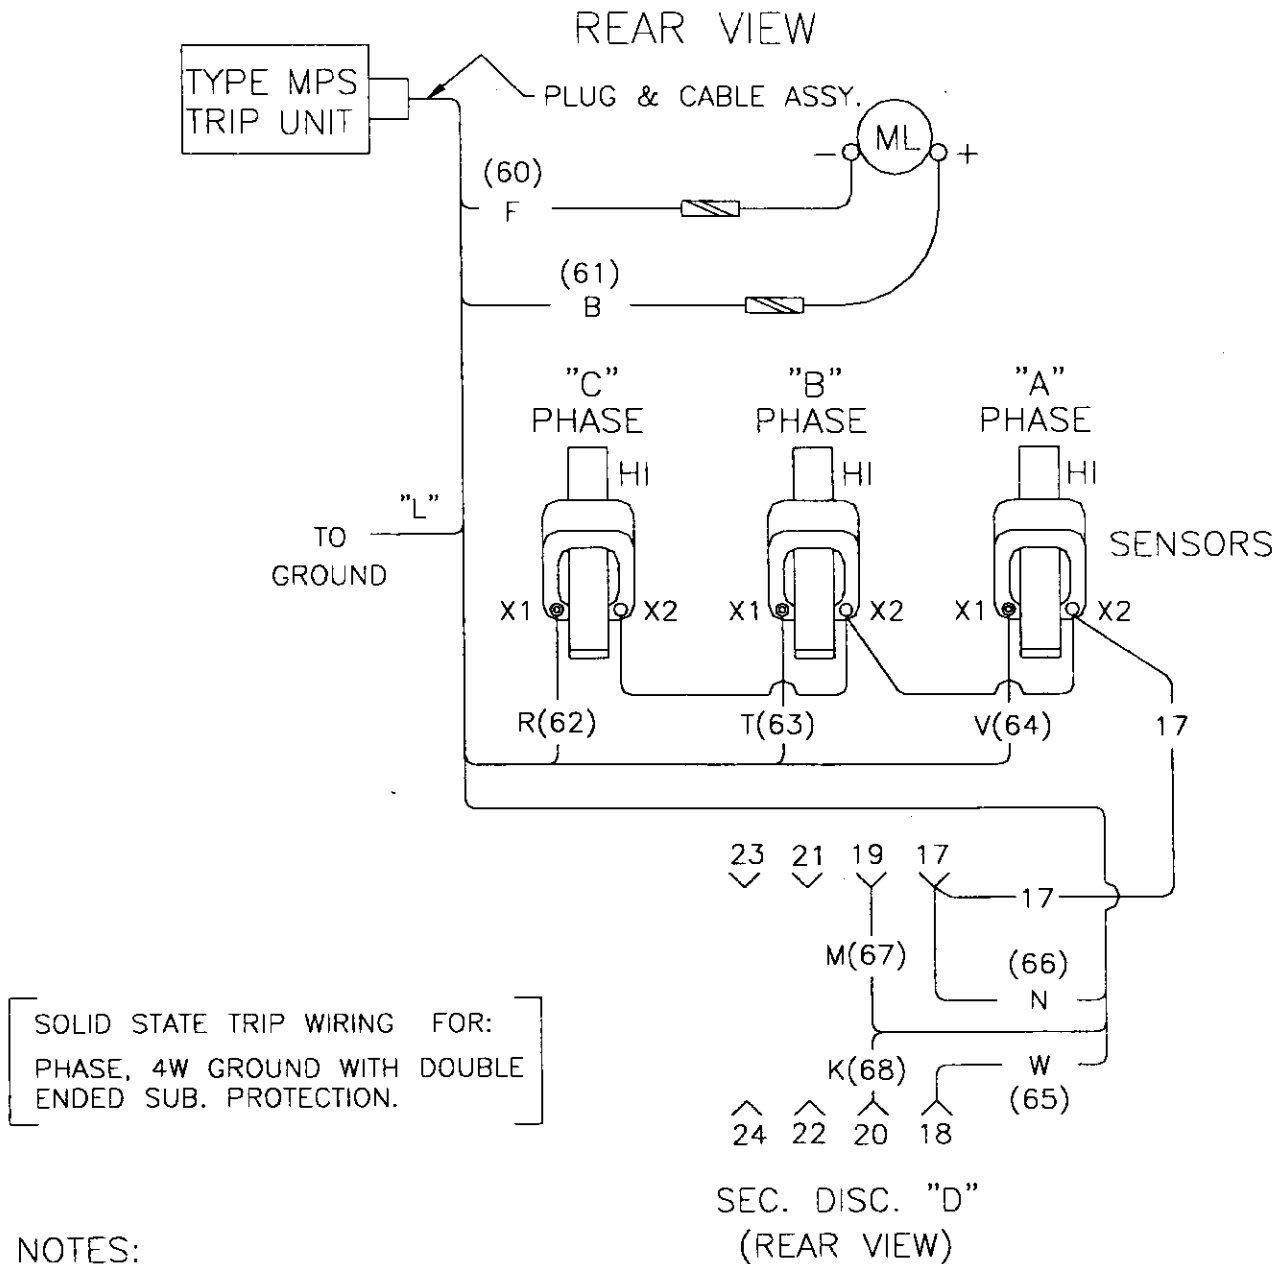 REAR VIEW
TYPE MPS
TRIP UNIT
PLUG & CABLE ASSY.
ML
− +
(60)
F
(61)
B
"C"
PHASE
"B"
PHASE
"A"
PHASE
HI HI HI
"L"
TO
GROUND
SENSORS
X1 X2 X1 X2 X1 X2
R(62) T(63) V(64) 17
23 21 19 17
17
M(67)
(66)
N
SOLID STATE TRIP WIRING FOR:
PHASE, 4W GROUND WITH DOUBLE
ENDED SUB. PROTECTION.
K(68)
W
(65)
24 22 20 18
SEC. DISC. "D"
(REAR VIEW)
NOTES: